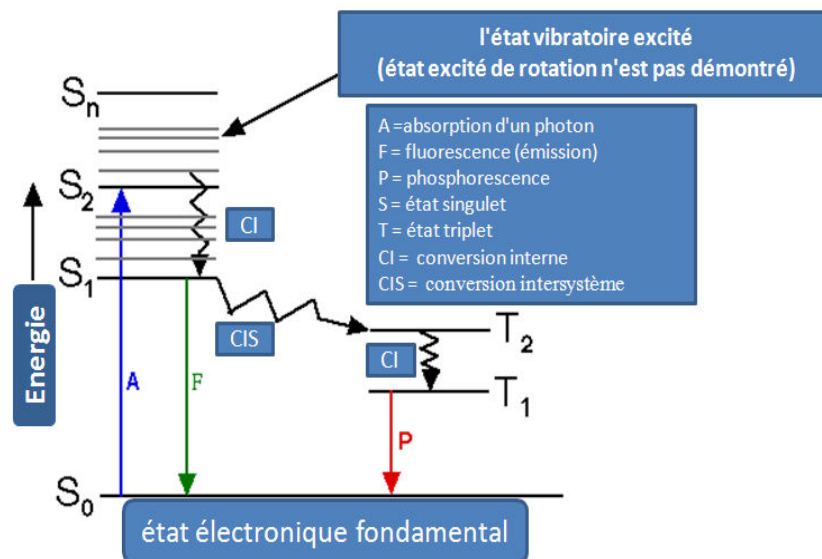 l'état vibratoire excité
(état excité de rotation n'est pas démontré)
Sn
A =absorption d'un photon
F = fluorescence (émission)
P = phosphorescence
S = état singulet
T = état triplet
CI = conversion interne
CIS = conversion intersystème
S2
CI
S1
CIS
T2
CI
T1
Energie
A
F
P
S0
état électronique fondamental